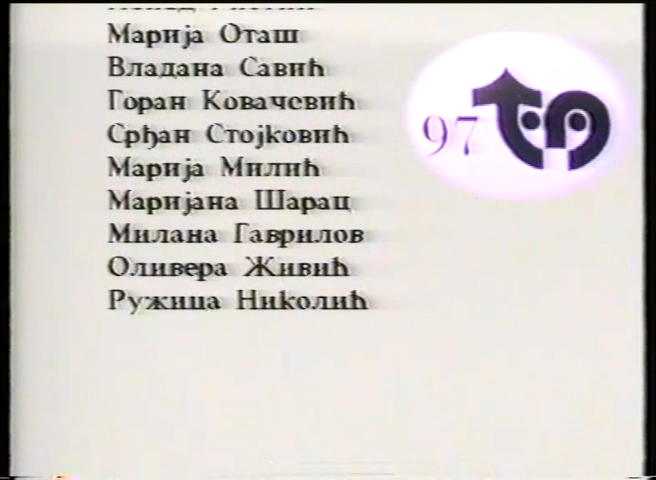 Марија Оташ
Владана Савић
Горан Ковачевић
Срђан Стојковић
Марија Милић
Маријана Шарац
Милана Гаврилов
Оливера Живић
Ружица Николић
97